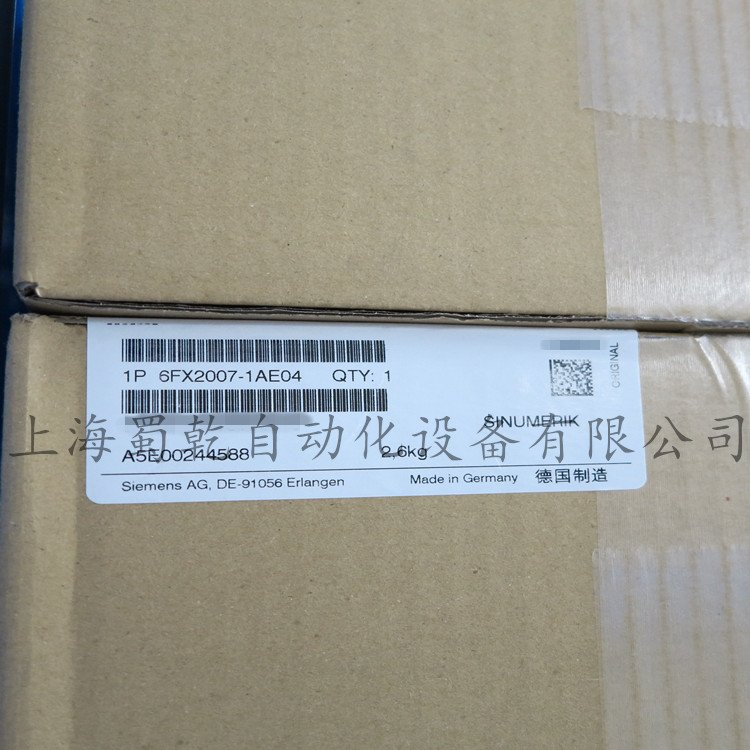 1P 6FX2007-1AE04 QTY: 1
ORIGINAL
SINUMERIK
上海蜀乾自动化设备有限公司
A5E00244588 2,6kg
Siemens AG, DE-91056 Erlangen Made in Germany 德国制造